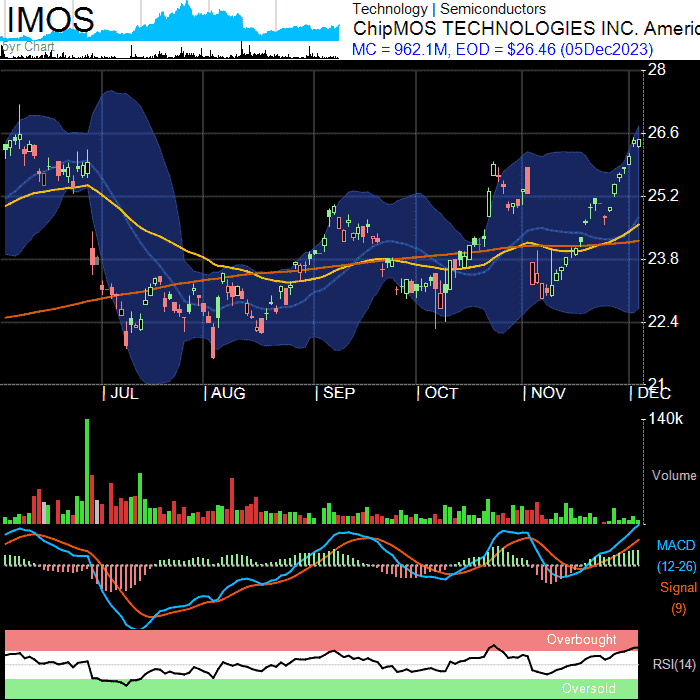 IMOS
5yr Chart
Technology | Semiconductors
ChipMOS TECHNOLOGIES INC. Americ
MC = 962.1M, EOD = $26.46 (05Dec2023)
28
26.6
25.2
23.8
22.4
21
JUL
AUG
SEP
OCT
NOV
DEC
140k
Volume
MACD
(12-26)
Signal
(9)
Overbought
RSI(14)
Oversold